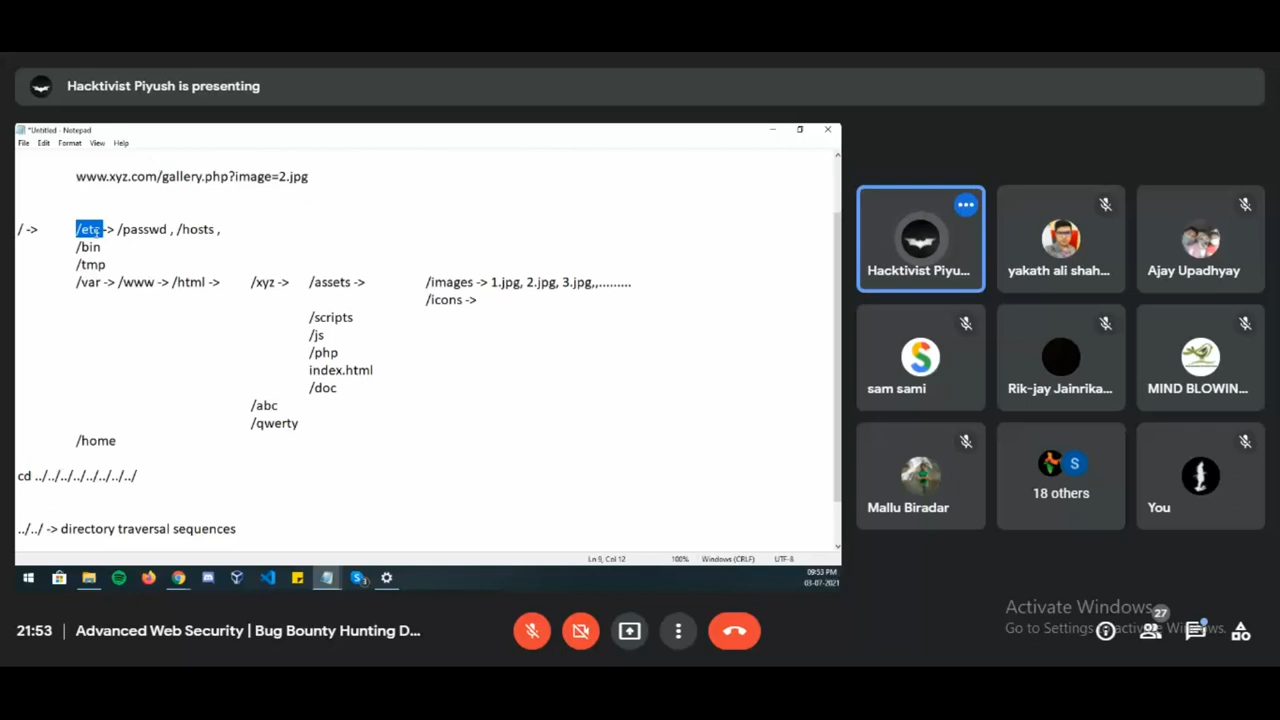 Hacktivist Piyush is presenting
*Untitled - Notepad
File Edit Format View Help
www.xyz.com/gallery.php?image=2.jpg
/ -> /etc-> /passwd , /hosts ,
/bin
/tmp
/var -> /www -> /html -> /xyz -> /assets -> /images -> 1.jpg, 2.jpg, 3.jpg,,.........
/icons ->
/scripts
/js
/php
index.html
/doc
/abc
/qwerty
/home
cd ../../../../../../../../
../../ -> directory traversal sequences
Ln 9, Col 12 100% Windows (CRLF) UTF-8
09:53 PM
03-07-2021
Hacktivist Piyu...
yakath ali shah...
Ajay Upadhyay
S
sam sami
Rik-jay Jainrika...
MIND BLOWIN...
Mallu Biradar
S
18 others
You
21:53 | Advanced Web Security | Bug Bounty Hunting D...
27
Activate Windows
Go to Settings to activate Windows.